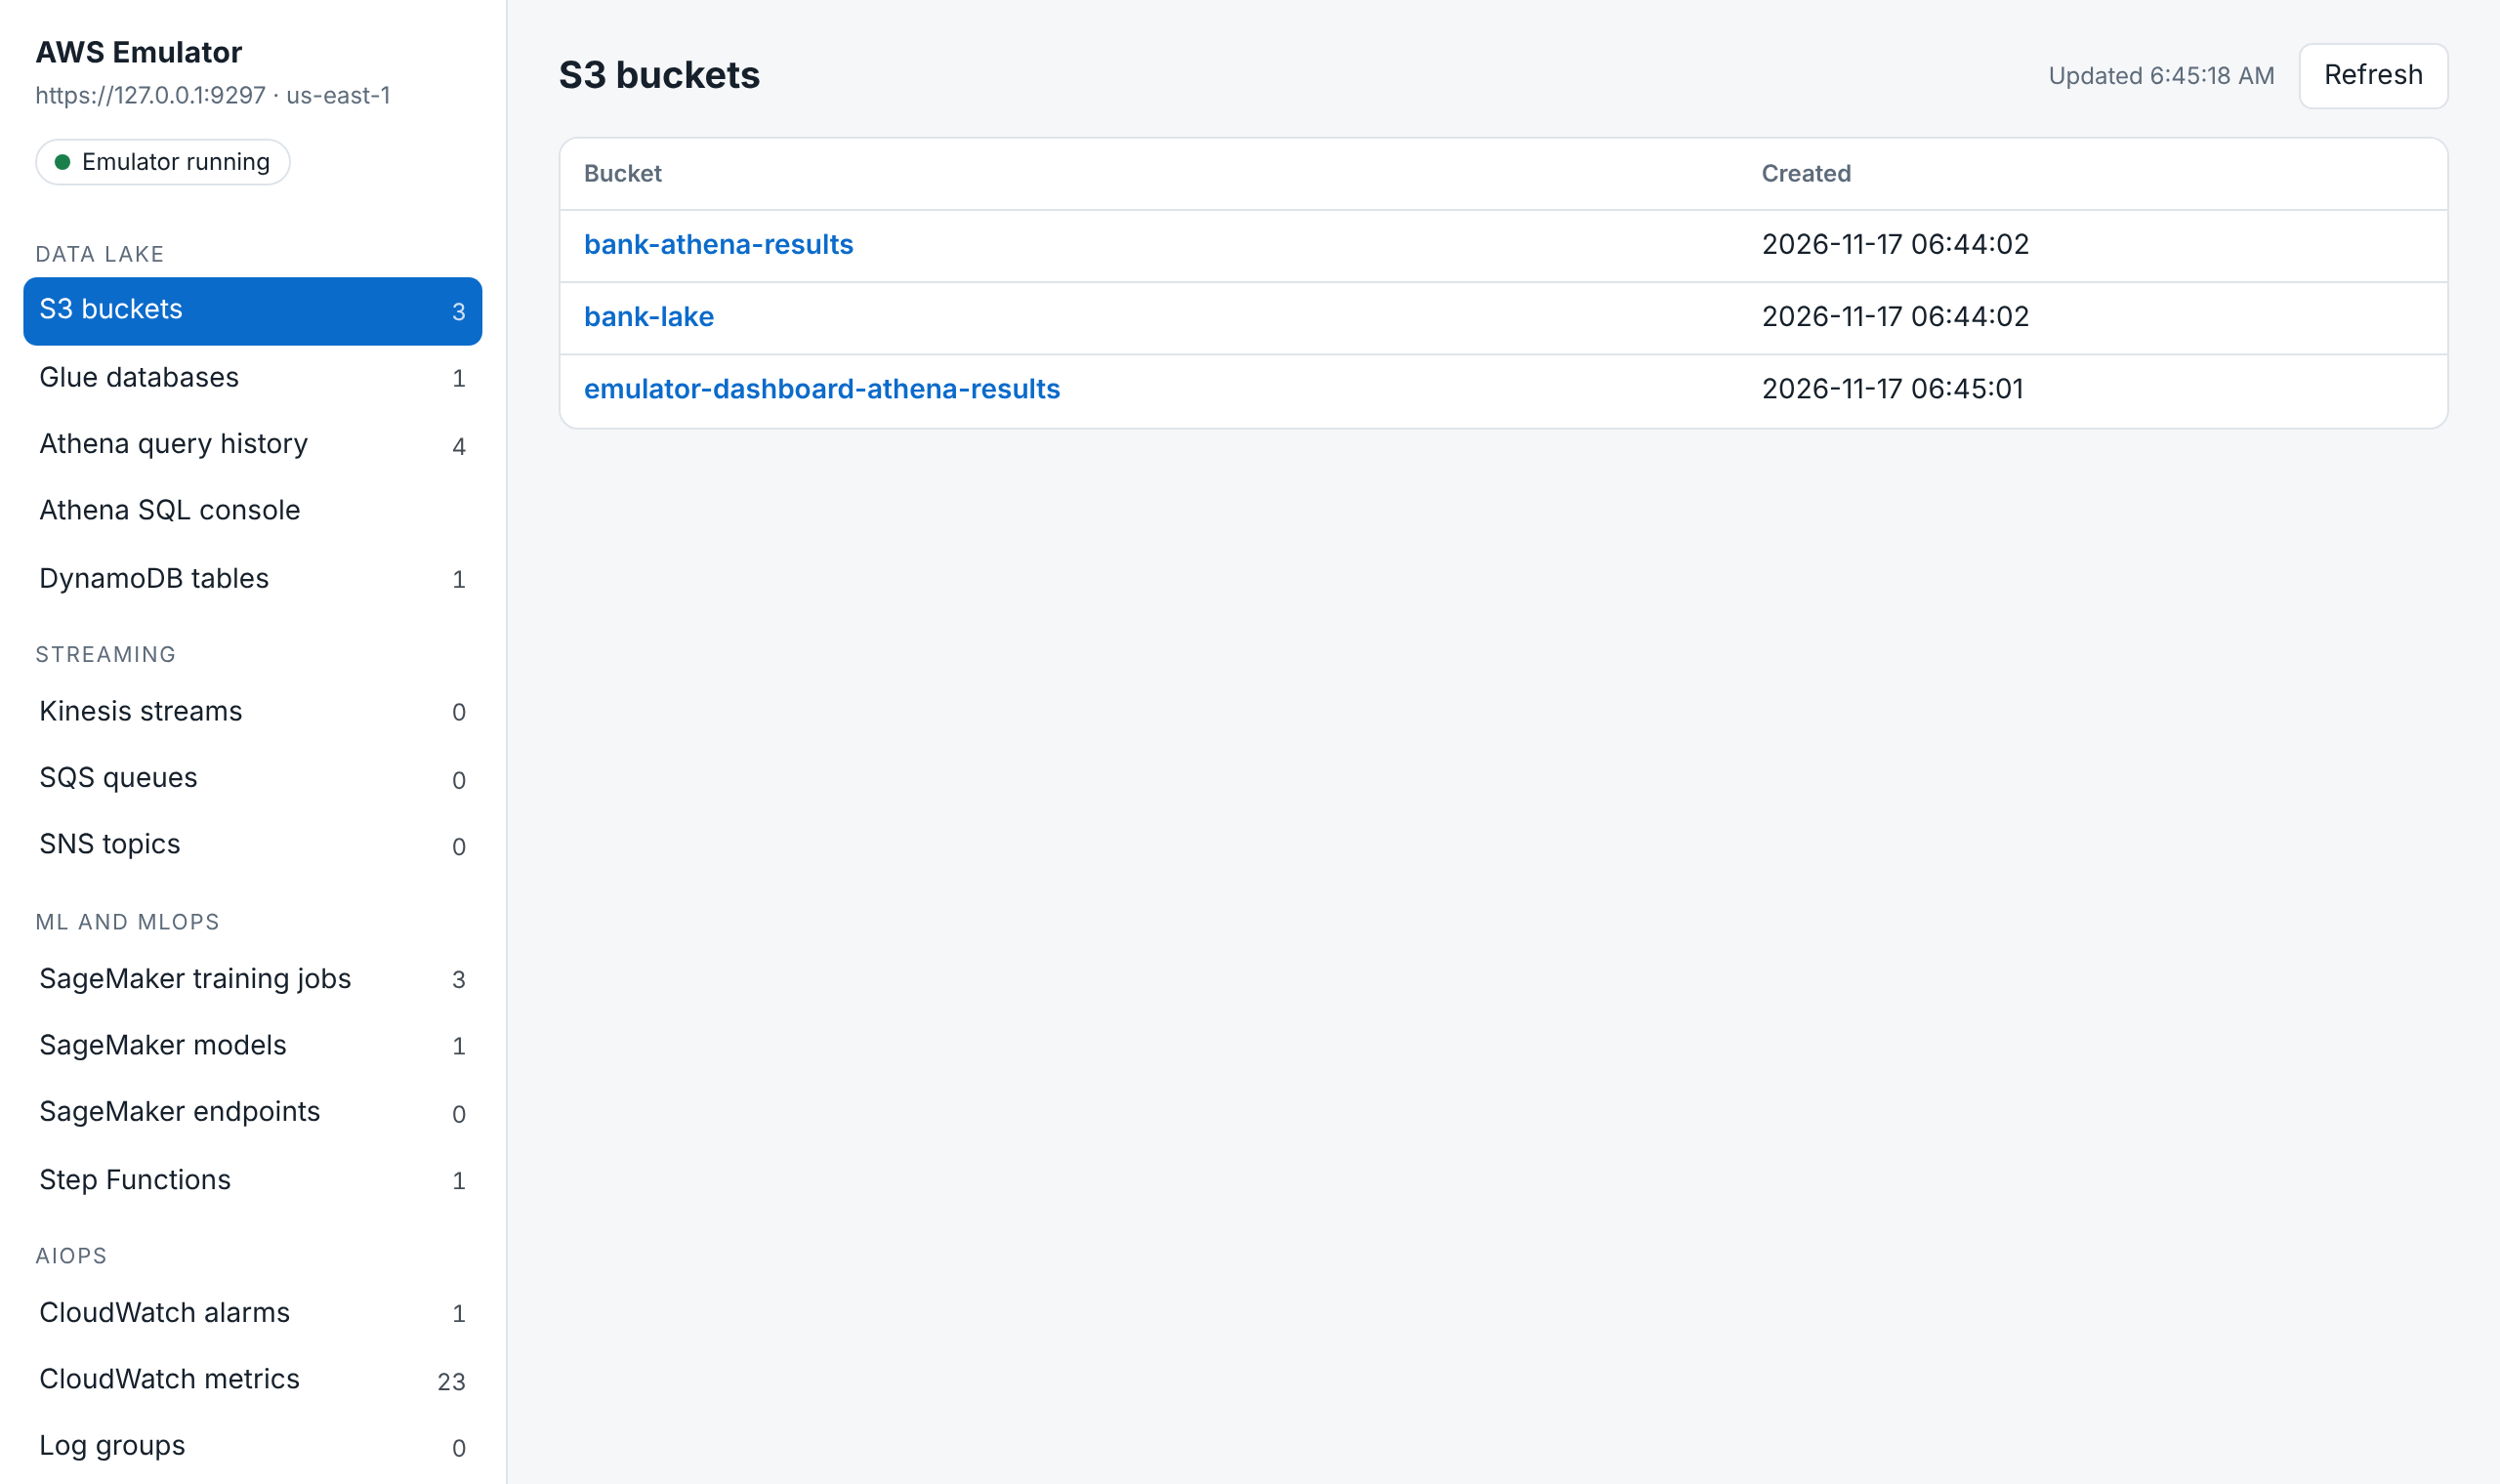 AWS Emulator
https://127.0.0.1:9297 · us-east-1
Emulator running
DATA LAKE
S3 buckets 3
Glue databases 1
Athena query history 4
Athena SQL console
DynamoDB tables 1
STREAMING
Kinesis streams 0
SQS queues 0
SNS topics 0
ML AND MLOPS
SageMaker training jobs 3
SageMaker models 1
SageMaker endpoints 0
Step Functions 1
AIOPS
CloudWatch alarms 1
CloudWatch metrics 23
Log groups 0
S3 buckets
Updated 6:45:18 AM Refresh
Bucket Created
bank-athena-results 2026-11-17 06:44:02
bank-lake 2026-11-17 06:44:02
emulator-dashboard-athena-results 2026-11-17 06:45:01